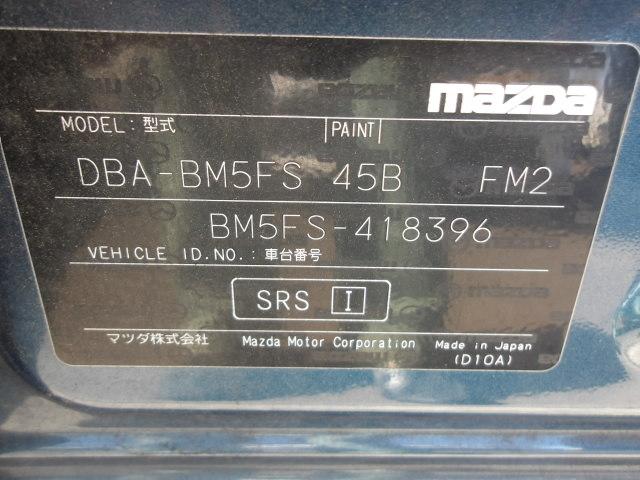 mazda
MODEL: 型式 PAINT
DBA-BM5FS 45B FM2
BM5FS-418396
VEHICLE ID.NO.: 車台番号
SRS I
マツダ株式会社 Mazda Motor Corporation Made in Japan
(D10A)